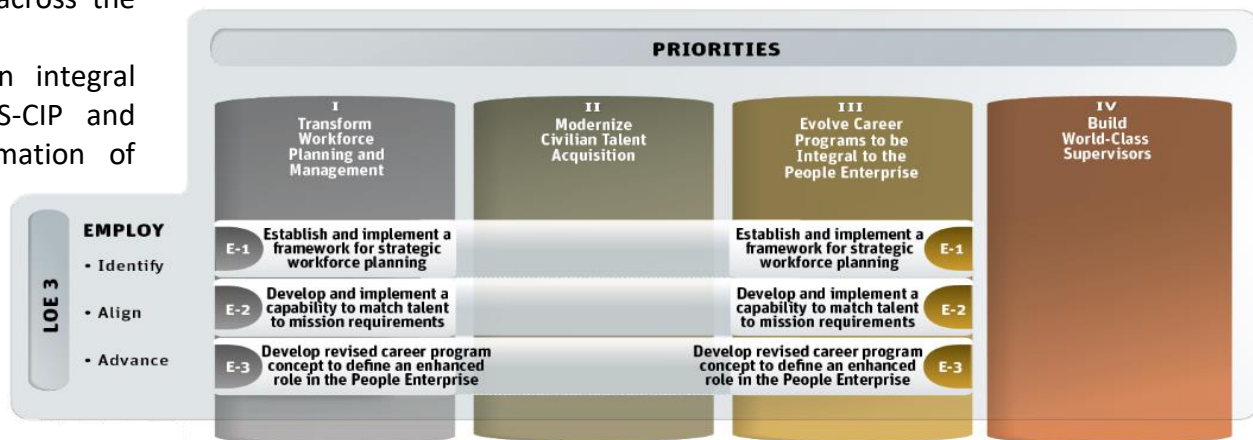 across the
n integral
S-CIP and
mation of
PRIORITIES
I
Transform
Workforce
Planning and
Management
II
Modernize
Civilian Talent
Acquisition
III
Evolve Career
Programs to be
Integral to the
People Enterprise
IV
Build
World-Class
Supervisors
LOE 3
EMPLOY
• Identify
• Align
• Advance
E-1
Establish and implement a
framework for strategic
workforce planning
Establish and implement a
framework for strategic
workforce planning
E-1
E-2
Develop and implement a
capability to match talent
to mission requirements
Develop and implement a
capability to match talent
to mission requirements
E-2
E-3
Develop revised career program
concept to define an enhanced
role in the People Enterprise
Develop revised career program
concept to define an enhanced
role in the People Enterprise
E-3